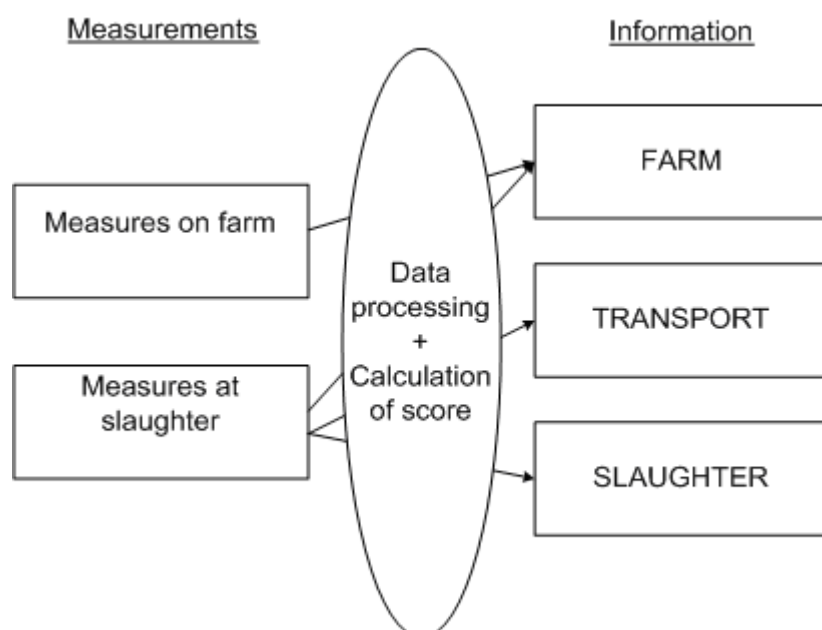 Measurements
Information
FARM
Measures on farm
Data
processing
+
Calculation
of score
TRANSPORT
Measures at
slaughter
SLAUGHTER